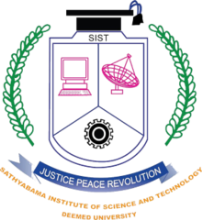 SIST
JUSTICE PEACE REVOLUTION
SATHYABAMA INSTITUTE OF SCIENCE AND TECHNOLOGY
DEEMED UNIVERSITY